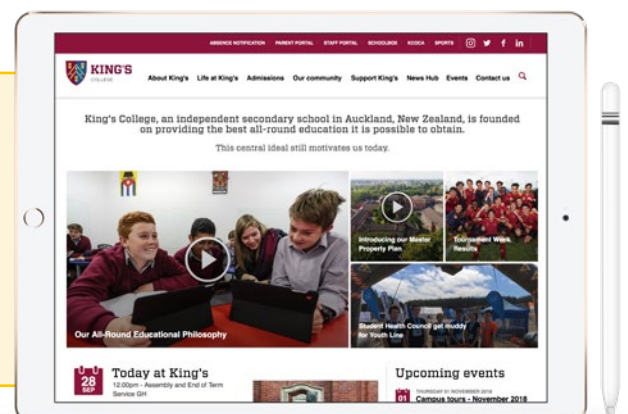 ABSENCE NOTIFICATION PARENT PORTAL STAFF PORTAL SCHOOLBOX KCOCA SPORTS
KING'S
COLLEGE
About King's Life at King's Admissions Our community Support King's News Hub Events Contact us
King's College, an independent secondary school in Auckland, New Zealand, is founded
on providing the best all-round education it is possible to obtain.
This central ideal still motivates us today.
Our All-Round Educational Philosophy
Introducing our Master
Property Plan
Tournament Week
Results
Student Health Council get muddy
for Youth Line
28
SEP
Today at King's
12:00pm - Assembly and End of Term
Service GH
Upcoming events
01
THURSDAY 01 NOVEMBER 2018
Campus tours - November 2018